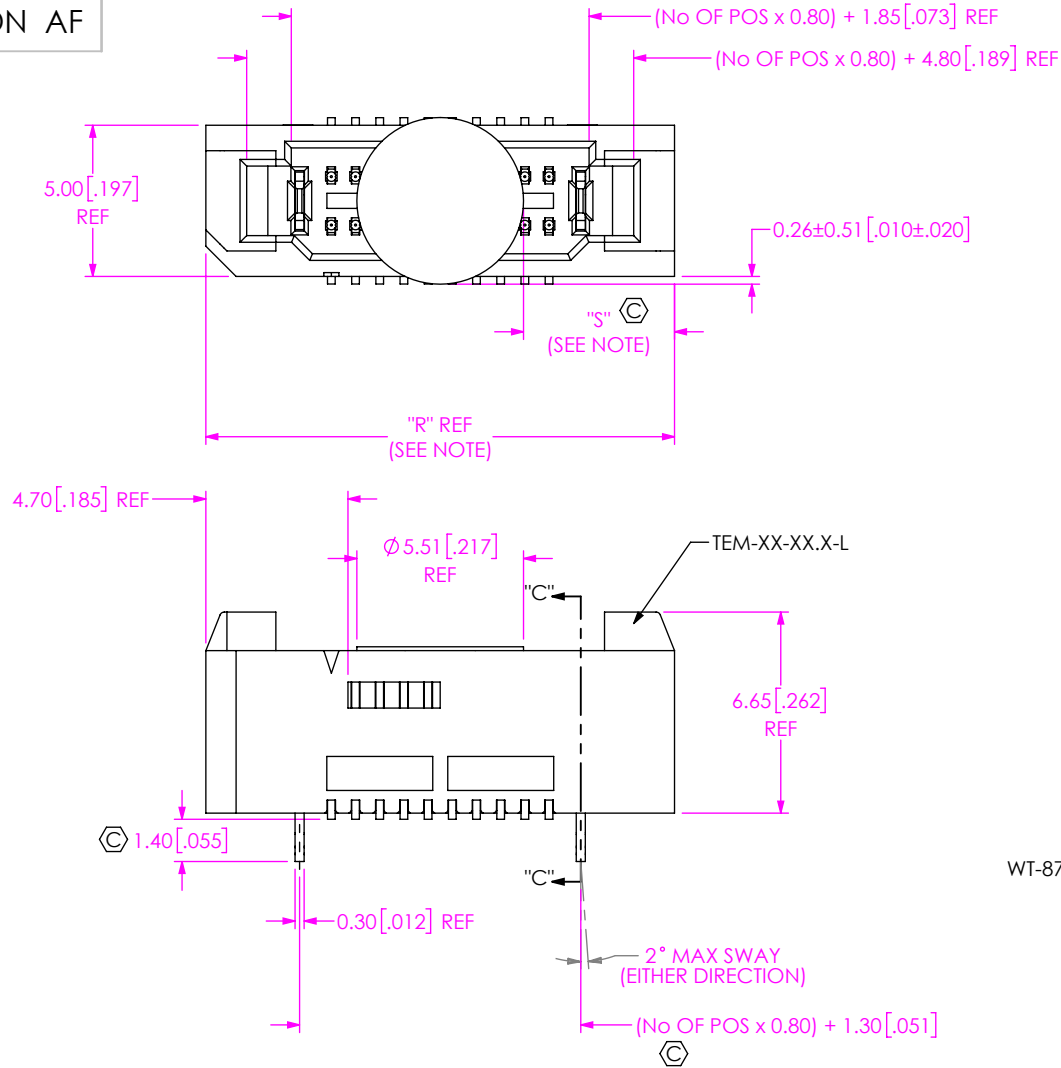 ON AF
(No OF POS x 0.80) + 1.85[.073] REF
(No OF POS x 0.80) + 4.80[.189] REF
5.00[.197]
REF
0.26±0.51[.010±.020]
"S" C
(SEE NOTE)
"R" REF
(SEE NOTE)
4.70[.185] REF
Ø5.51[.217]
REF
TEM-XX-XX.X-L
"C"
6.65[.262]
REF
C 1.40[.055]
"C"
WT-87
0.30[.012] REF
2° MAX SWAY
(EITHER DIRECTION)
(No OF POS x 0.80) + 1.30[.051]
C